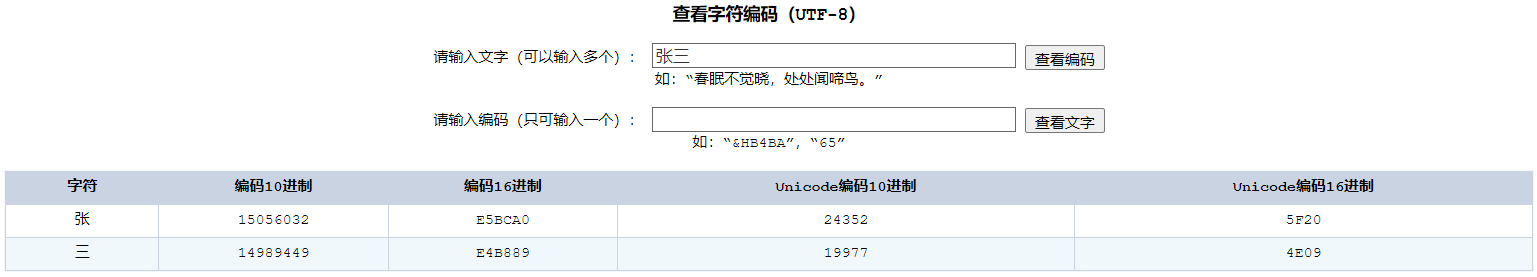 查看字符编码（UTF-8）
请输入文字（可以输入多个）： 张三 查看编码
如：“春眠不觉晓，处处闻啼鸟。”
请输入编码（只可输入一个）： 查看文字
如：“&HB4BA”，“65”
字符 编码10进制 编码16进制 Unicode编码10进制 Unicode编码16进制
张 15056032 E5BCA0 24352 5F20
三 14989449 E4B889 19977 4E09